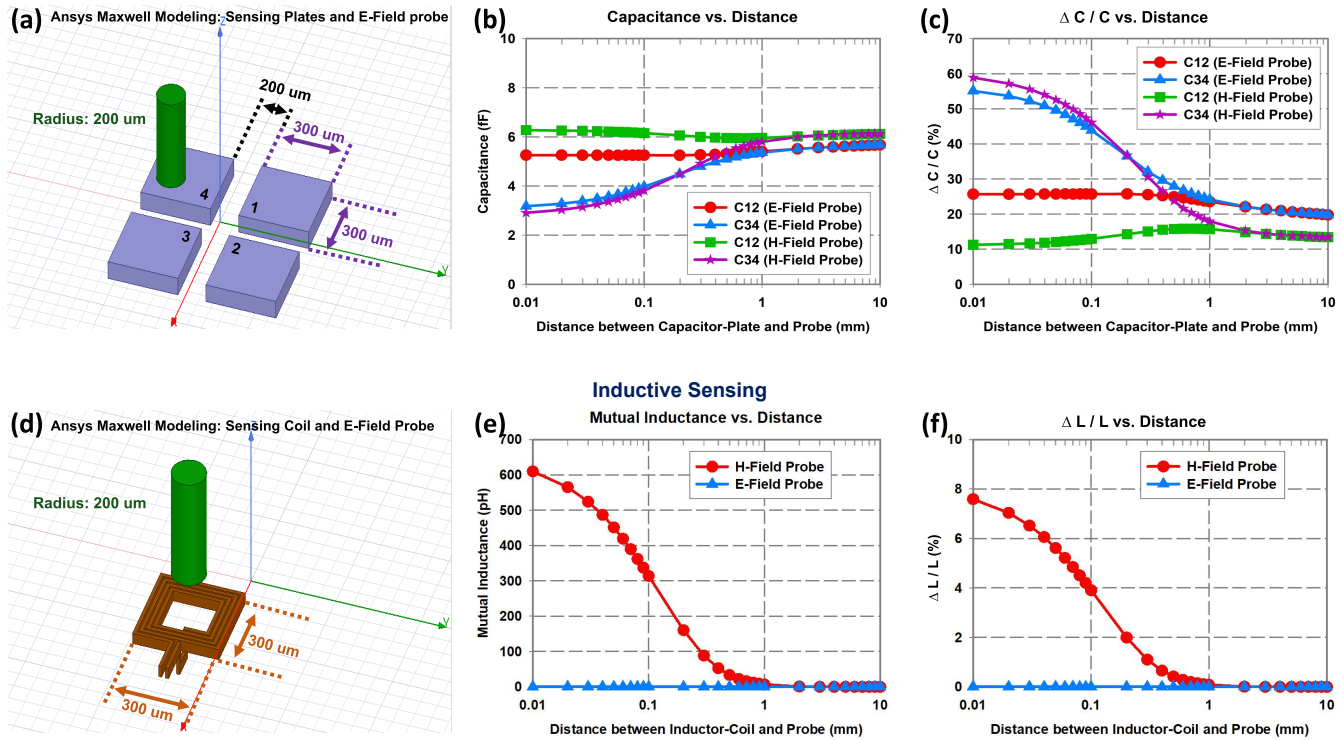 (a) Ansys Maxwell Modeling: Sensing Plates and E-Field probe
Z
200 um
Radius: 200 um
300 um
4
1
3
2
300 um
Y
X
(b) Capacitance vs. Distance
Capacitance (fF)
10
8
6
4
2
0
C12 (E-Field Probe)
C34 (E-Field Probe)
C12 (H-Field Probe)
C34 (H-Field Probe)
0.01 0.1 1 10
Distance between Capacitor-Plate and Probe (mm)
(c) Δ C / C vs. Distance
Δ C / C (%)
70
60
50
40
30
20
10
0
C12 (E-Field Probe)
C34 (E-Field Probe)
C12 (H-Field Probe)
C34 (H-Field Probe)
0.01 0.1 1 10
Distance between Capacitor-Plate and Probe (mm)
Inductive Sensing
(d) Ansys Maxwell Modeling: Sensing Coil and E-Field Probe
Z
Radius: 200 um
Y
300 um
300 um
X
(e) Mutual Inductance vs. Distance
Mutual Inductance (pH)
700
600
500
400
300
200
100
0
H-Field Probe
E-Field Probe
0.01 0.1 1 10
Distance between Inductor-Coil and Probe (mm)
(f) Δ L / L vs. Distance
Δ L / L (%)
10
8
6
4
2
0
H-Field Probe
E-Field Probe
0.01 0.1 1 10
Distance between Inductor-Coil and Probe (mm)